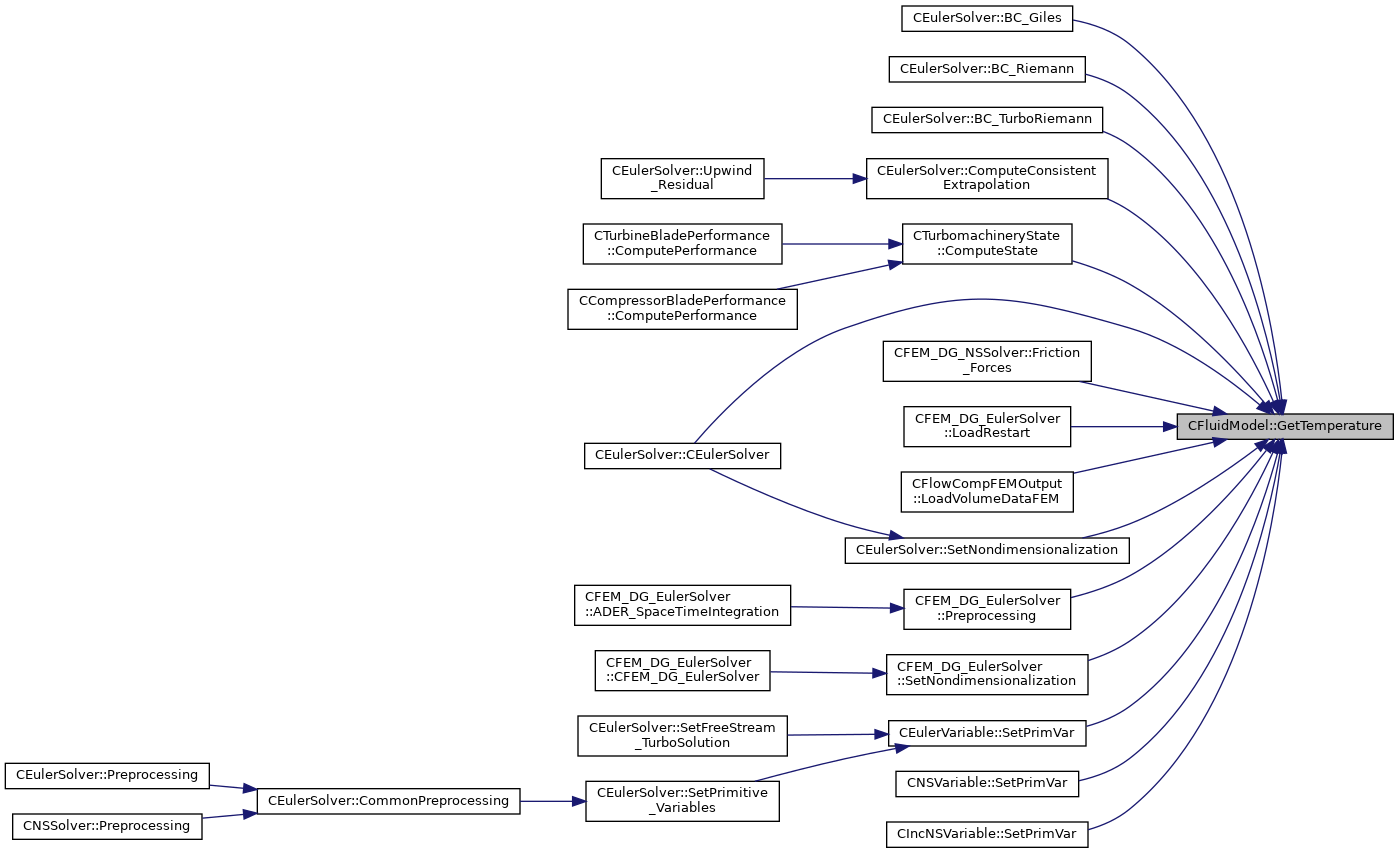 CEulerSolver::BC_Giles
CEulerSolver::BC_Riemann
CEulerSolver::BC_TurboRiemann
CEulerSolver::Upwind
_Residual
CEulerSolver::ComputeConsistent
Extrapolation
CTurbineBladePerformance
::ComputePerformance
CTurbomachineryState
::ComputeState
CCompressorBladePerformance
::ComputePerformance
CFEM_DG_NSSolver::Friction
_Forces
CFEM_DG_EulerSolver
::LoadRestart
CFluidModel::GetTemperature
CEulerSolver::CEulerSolver
CFlowCompFEMOutput
::LoadVolumeDataFEM
CEulerSolver::SetNondimensionalization
CFEM_DG_EulerSolver
::ADER_SpaceTimeIntegration
CFEM_DG_EulerSolver
::Preprocessing
CFEM_DG_EulerSolver
::CFEM_DG_EulerSolver
CFEM_DG_EulerSolver
::SetNondimensionalization
CEulerSolver::SetFreeStream
_TurboSolution
CEulerVariable::SetPrimVar
CEulerSolver::Preprocessing
CEulerSolver::CommonPreprocessing
CEulerSolver::SetPrimitive
_Variables
CNSVariable::SetPrimVar
CNSSolver::Preprocessing
CIncNSVariable::SetPrimVar